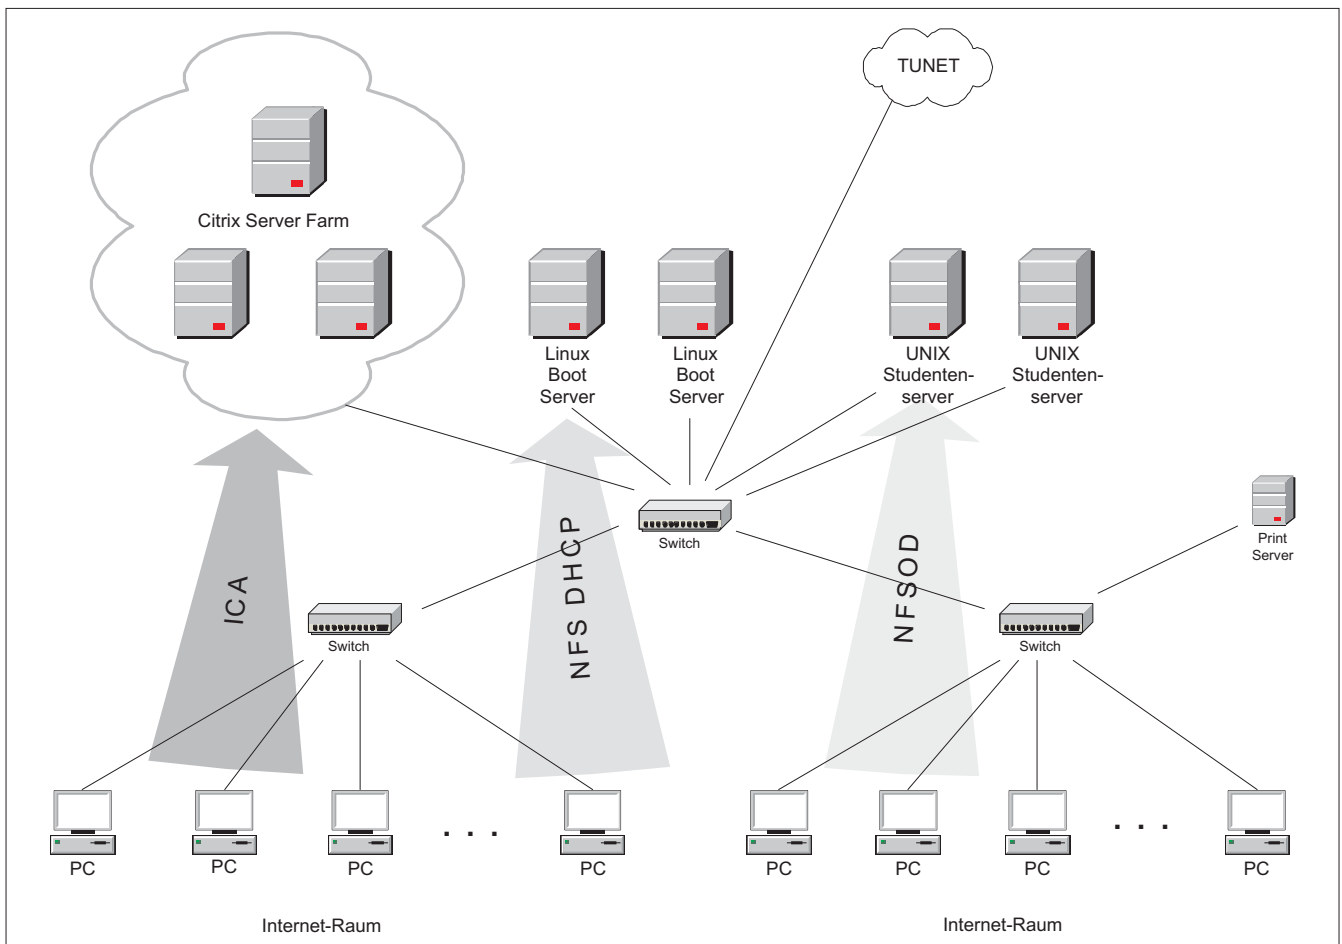 TUNET
Citrix Server Farm
Linux
Boot
Server
Linux
Boot
Server
UNIX
Studenten-
server
UNIX
Studenten-
server
Switch
Print
Server
ICA
NFS DHCP
NFSOD
Switch
Switch
. . .
. . .
PC
PC
PC
PC
PC
PC
PC
PC
Internet-Raum
Internet-Raum